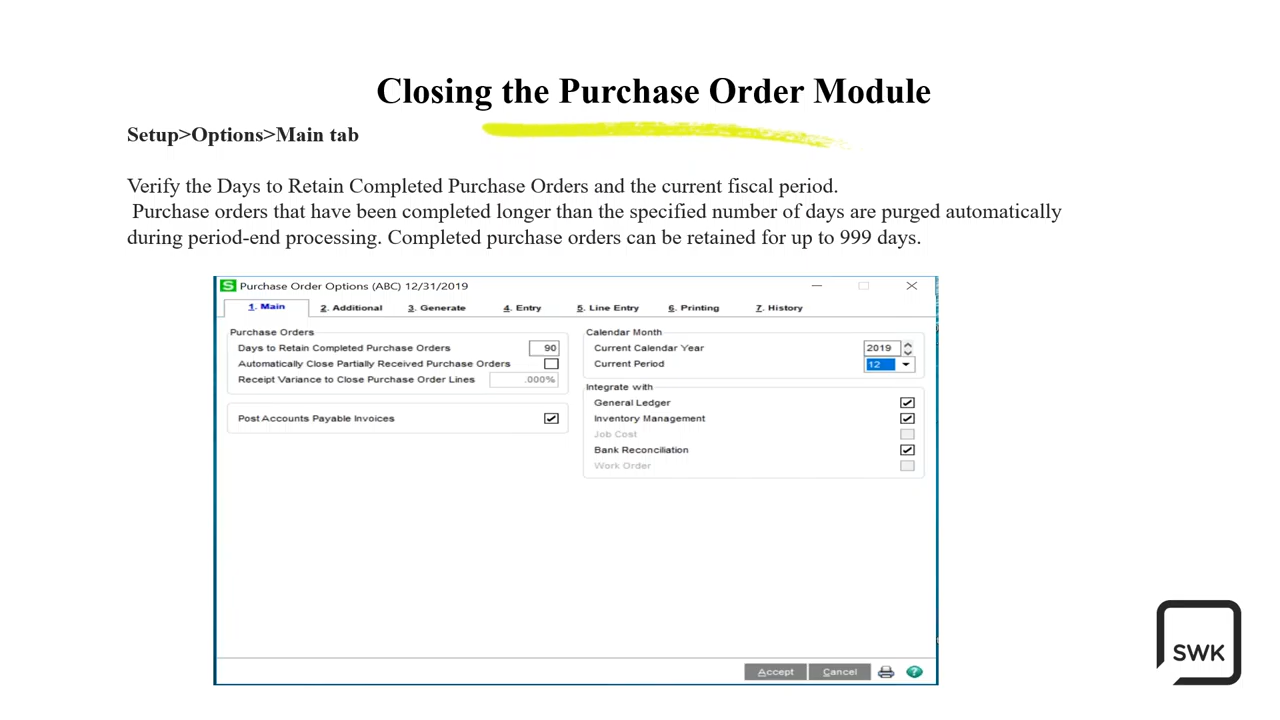 Closing the Purchase Order Module
Setup>Options>Main tab
Verify the Days to Retain Completed Purchase Orders and the current fiscal period.
Purchase orders that have been completed longer than the specified number of days are purged automatically
during period-end processing. Completed purchase orders can be retained for up to 999 days.
S Purchase Order Options (ABC) 12/31/2019
1. Main 2. Additional 3. Generate 4. Entry 5. Line Entry 6. Printing 7. History
Purchase Orders
Days to Retain Completed Purchase Orders 90
Automatically Close Partially Received Purchase Orders
Receipt Variance to Close Purchase Order Lines .000%
Post Accounts Payable Invoices
Calendar Month
Current Calendar Year 2019
Current Period 12
Integrate with
General Ledger
Inventory Management
Job Cost
Bank Reconciliation
Work Order
Accept Cancel ?
SWK